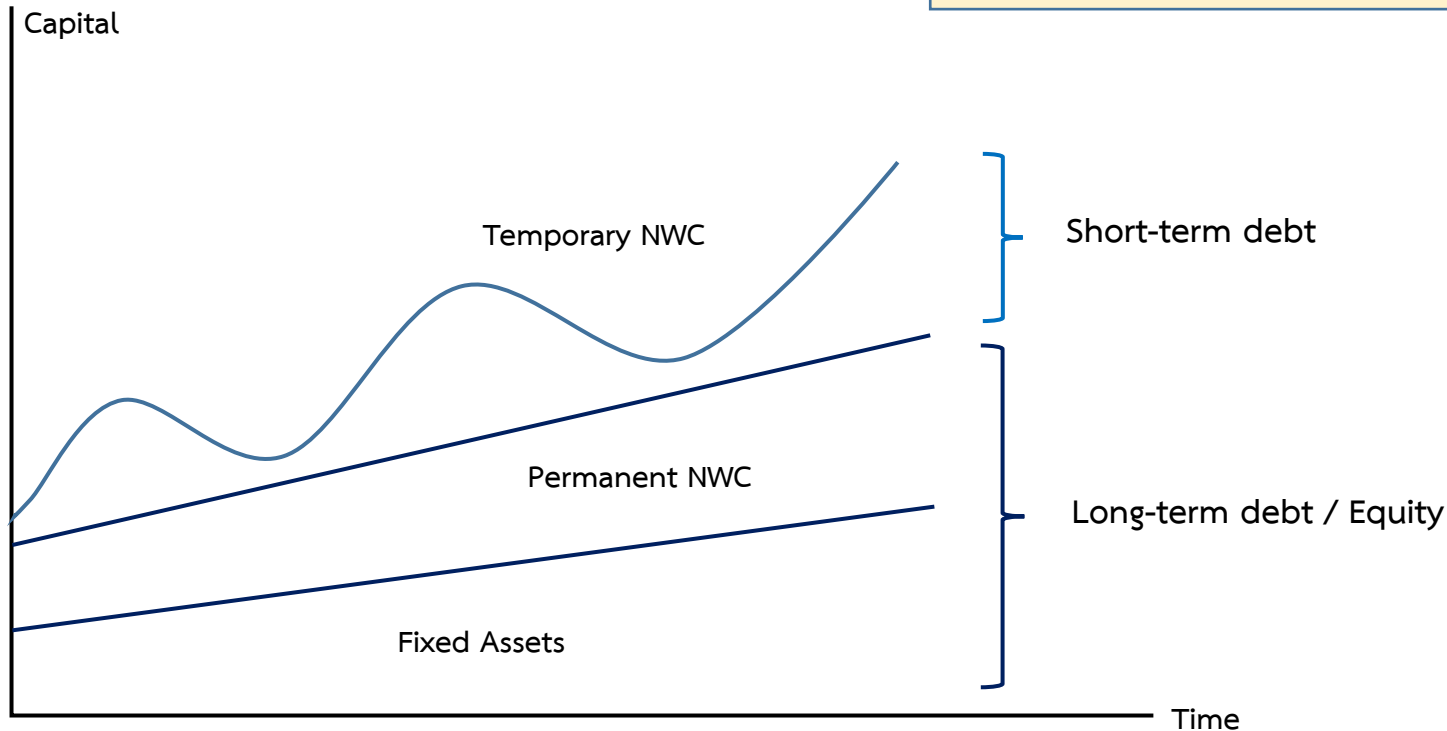 Capital
Temporary NWC
Short-term debt
Permanent NWC
Long-term debt / Equity
Fixed Assets
Time